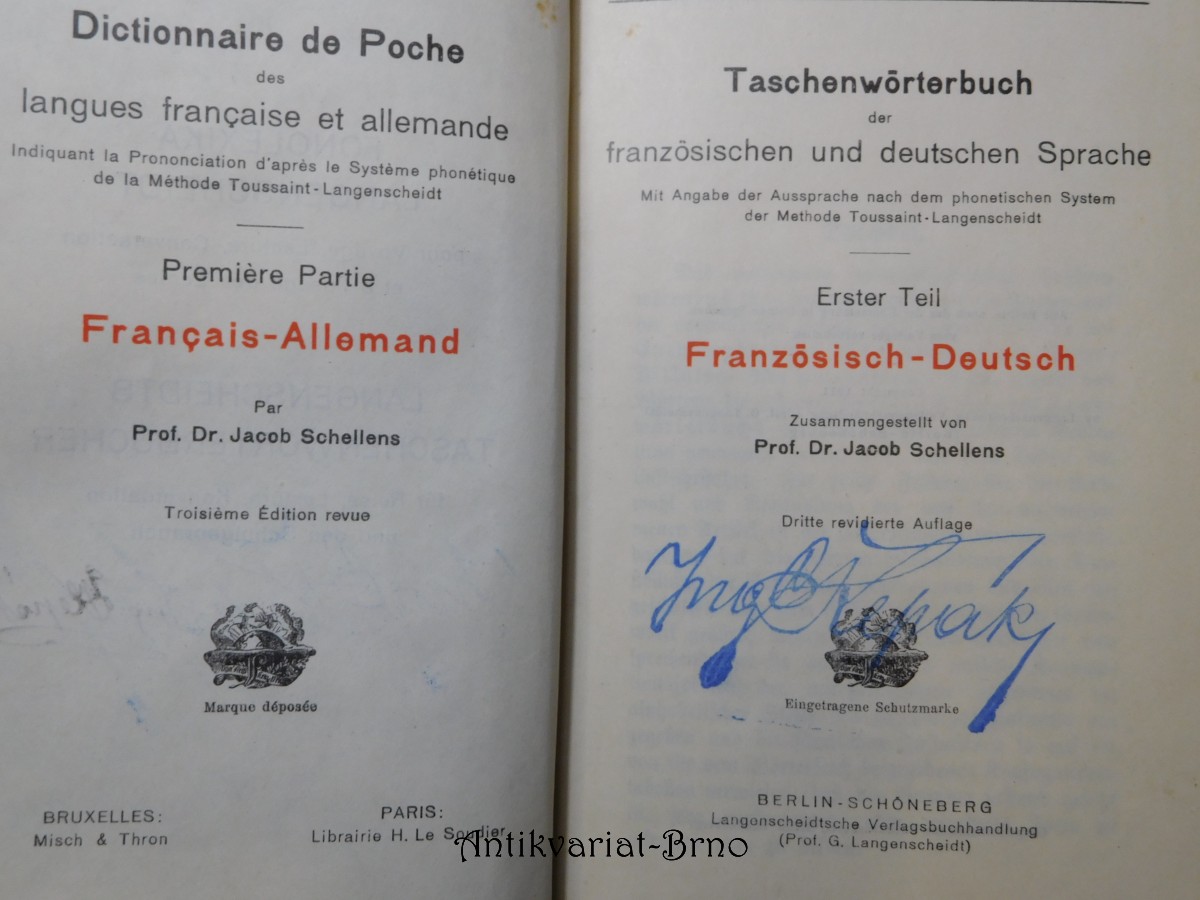 Dictionnaire de Poche
des
langues française et allemande
Indiquant la Prononciation d'après le Système phonétique
de la Méthode Toussaint-Langenscheidt
Première Partie
Français-Allemand
Par
Prof. Dr. Jacob Schellens
Troisième Édition revue
Marque déposée
BRUXELLES:
Misch & Thron
PARIS:
Librairie H. Le Soudier
Taschenwörterbuch
der
französischen und deutschen Sprache
Mit Angabe der Aussprache nach dem phonetischen System
der Methode Toussaint-Langenscheidt
Erster Teil
Französisch-Deutsch
Zusammengestellt von
Prof. Dr. Jacob Schellens
Dritte revidierte Auflage
Ing
Eingetragene Schutzmarke
BERLIN-SCHÖNEBERG
Langenscheidtsche Verlagsbuchhandlung
(Prof. G. Langenscheidt)
Antikvariat-Brno